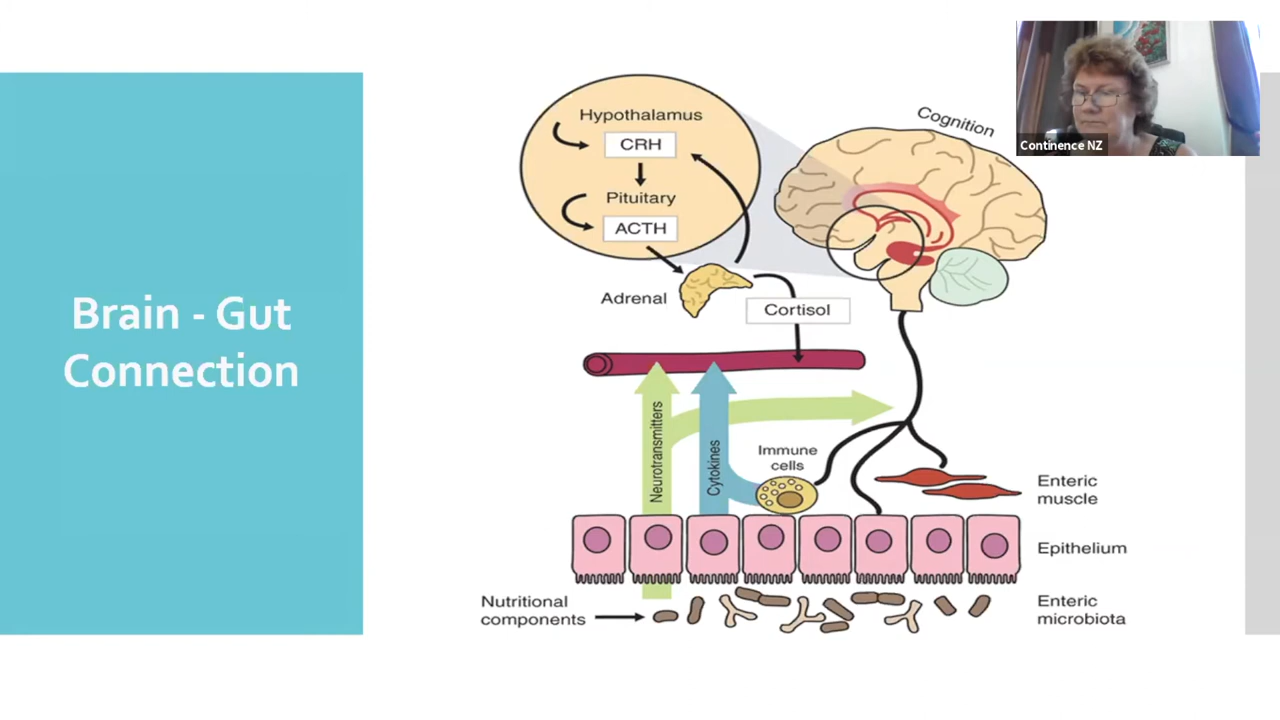 Brain - Gut
Connection
Hypothalamus
CRH
Pituitary
ACTH
Adrenal
Cortisol
Cognition
Continence NZ
Neurotransmitters
Cytokines
Immune
cells
Enteric
muscle
Epithelium
Nutritional
components
Enteric
microbiota